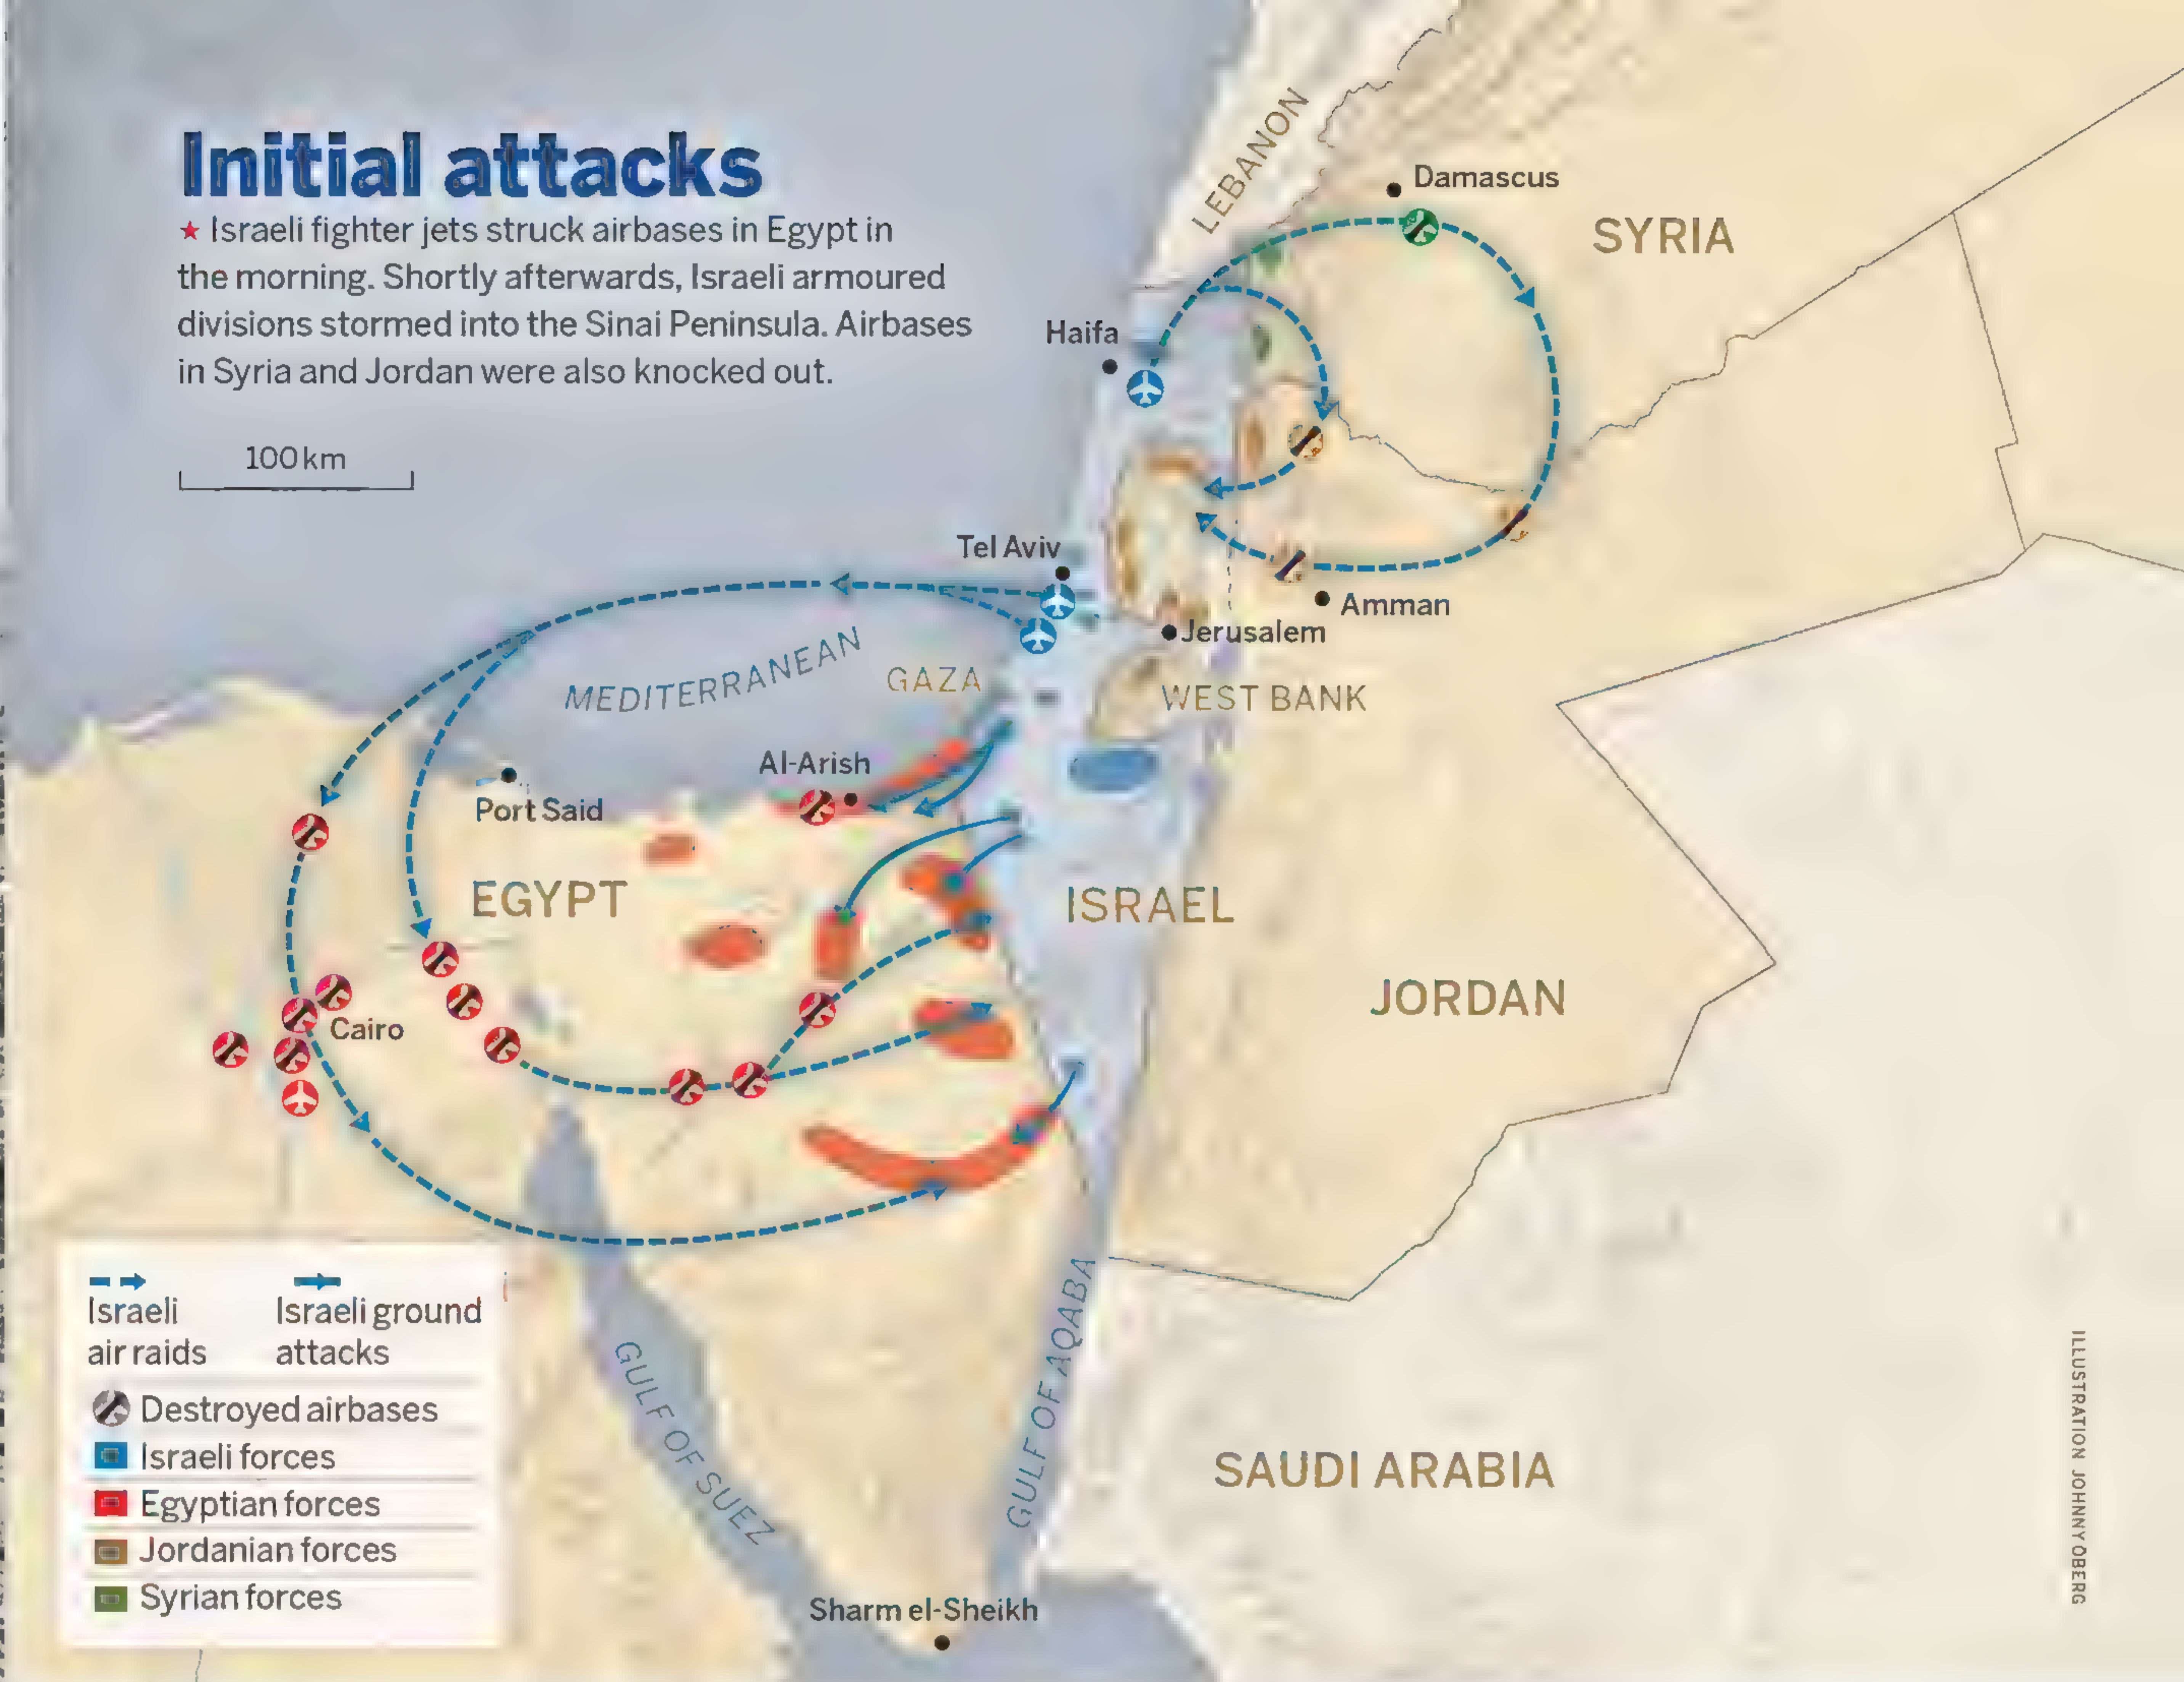 Initial attacks
★ Israeli fighter jets struck airbases in Egypt in
the morning. Shortly afterwards, Israeli armoured
divisions stormed into the Sinai Peninsula. Airbases
in Syria and Jordan were also knocked out.
100 km
LEBANON
Damascus
SYRIA
Haifa
Tel Aviv
Amman
Jerusalem
MEDITERRANEAN
GAZA
WEST BANK
Al-Arish
Port Said
EGYPT
ISRAEL
JORDAN
Cairo
GULF OF SUEZ
GULF OF AQABA
SAUDI ARABIA
Sharm el-Sheikh
Israeli
air raids
Israeli ground
attacks
Destroyed airbases
Israeli forces
Egyptian forces
Jordanian forces
Syrian forces
ILLUSTRATION JOHNNY OBERG